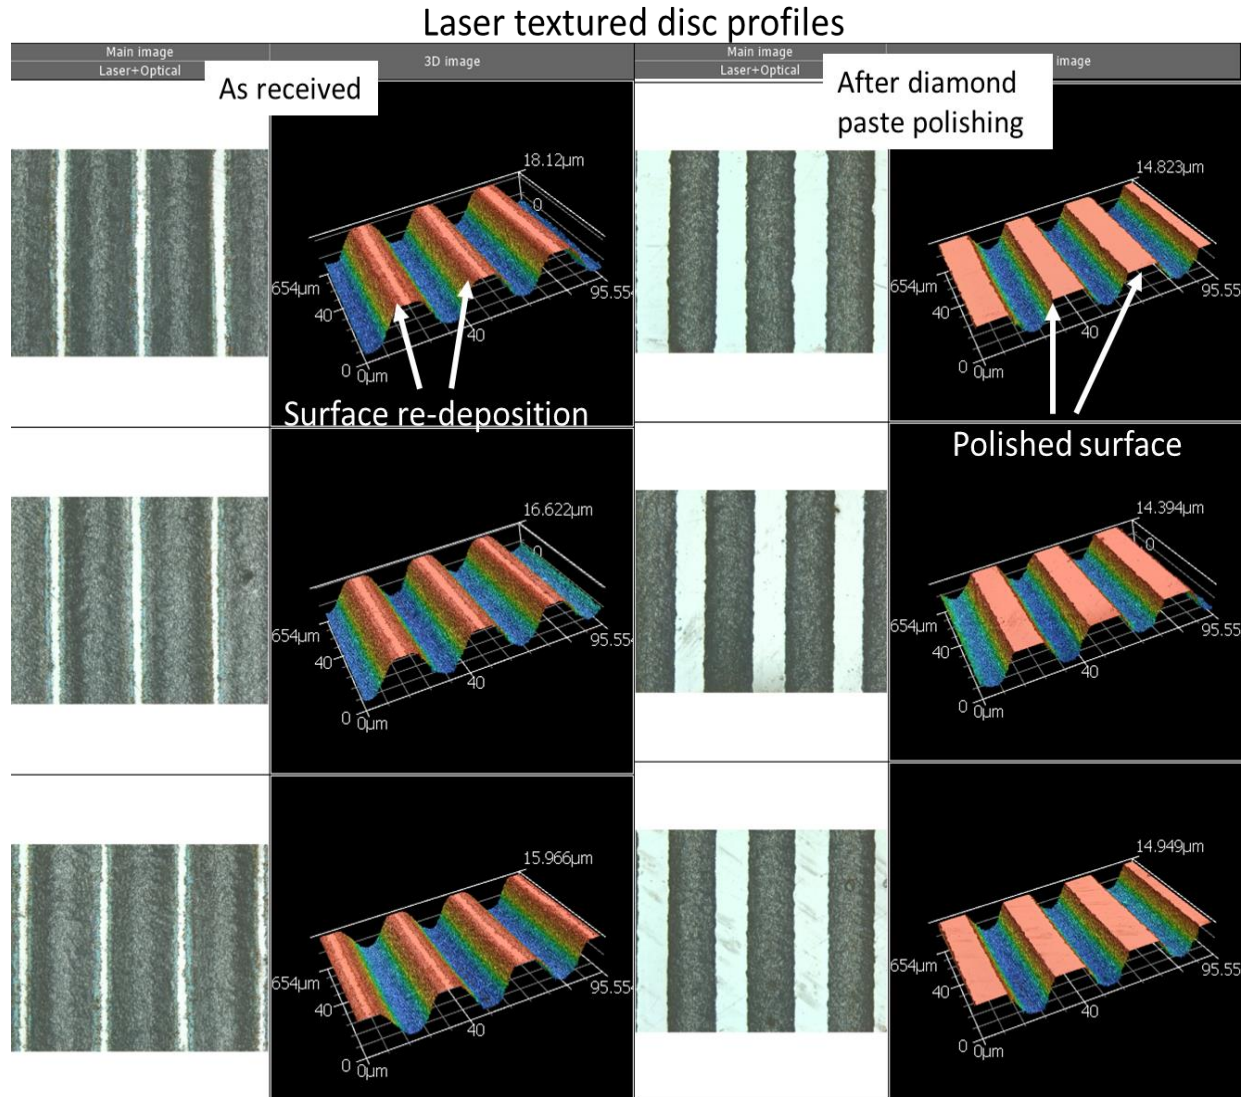 Laser textured disc profiles
Main image
Laser+Optical
3D image
Main image
Laser+Optical
image
As received
After diamond
paste polishing
18.12µm
0
654µm
40
0
0µm
40
95.55
Surface re-deposition
14.823µm
654µm
40
0
0µm
40
95.554
Polished surface
16.622µm
0
654µm
40
0
0µm
40
95.55
14.394µm
0
654µm
40
0
0µm
40
95.554
15.966µm
654µm
40
0
0µm
40
95.55
14.949µm
654µm
40
0
0µm
40
95.554